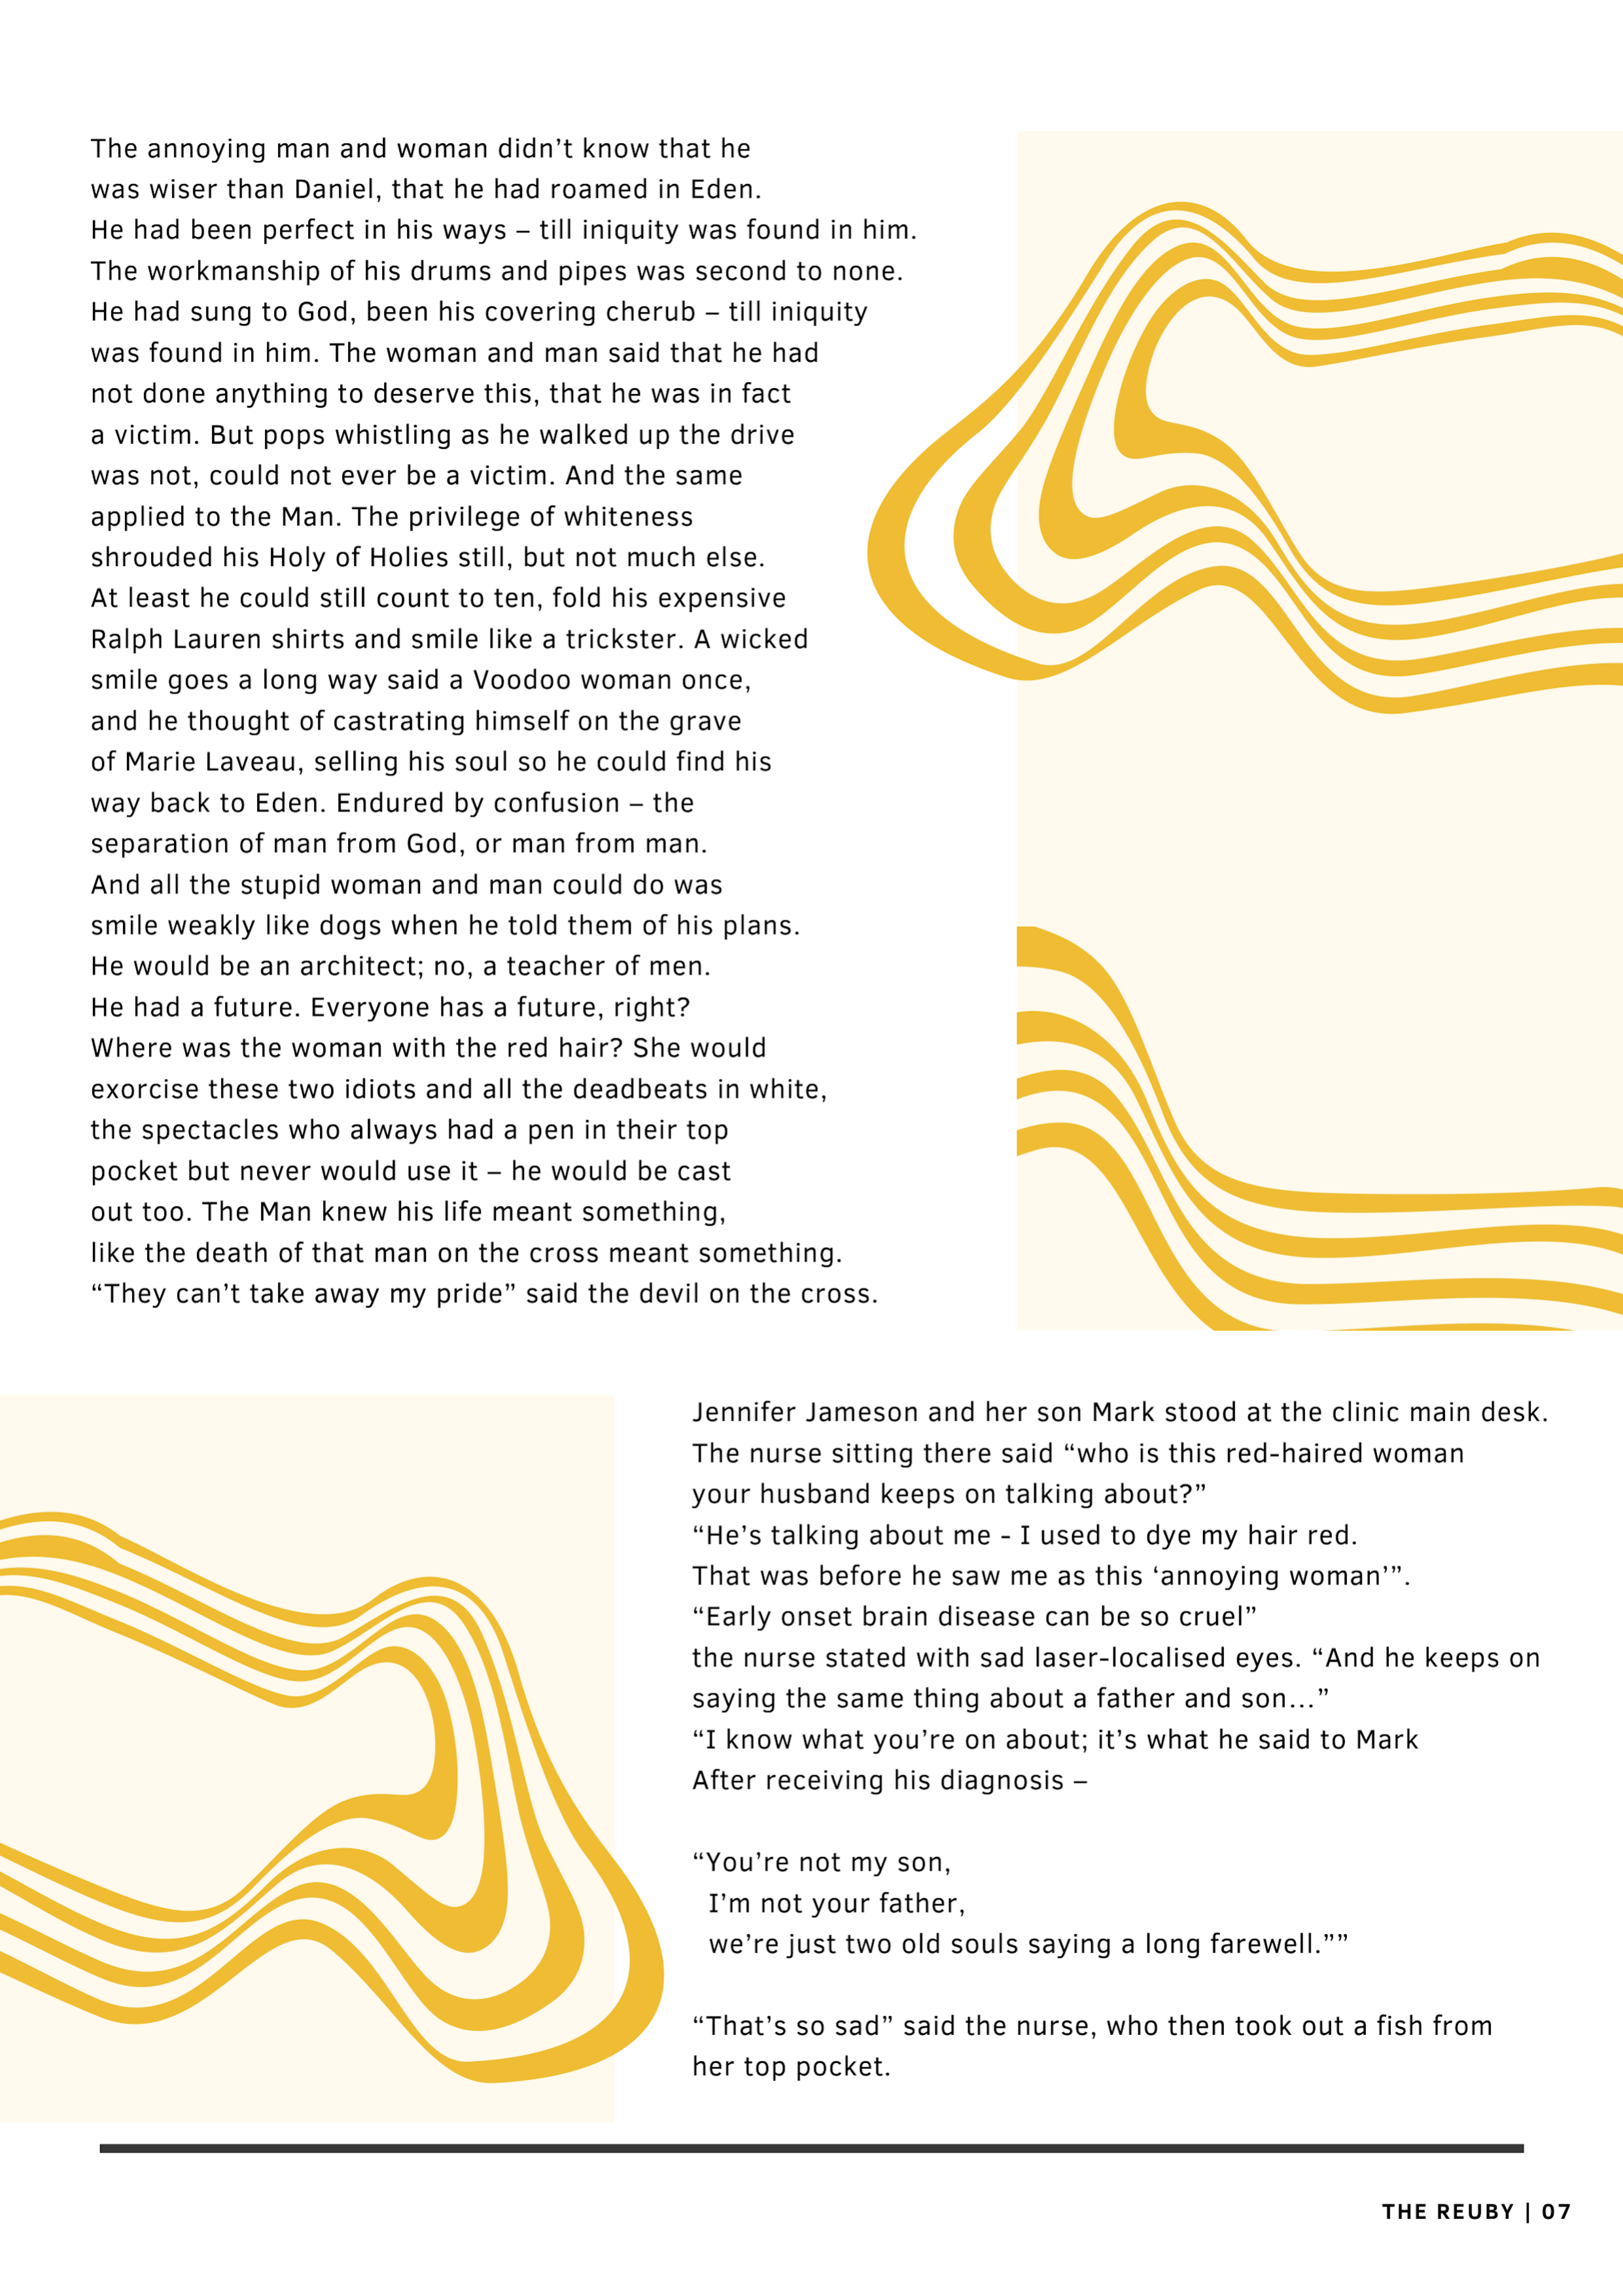 The annoying man and woman didn’t know that he
was wiser than Daniel, that he had roamed in Eden.
He had been perfect in his ways – till iniquity was found in him.
The workmanship of his drums and pipes was second to none.
He had sung to God, been his covering cherub – till iniquity
was found in him. The woman and man said that he had
not done anything to deserve this, that he was in fact
a victim. But pops whistling as he walked up the drive
was not, could not ever be a victim. And the same
applied to the Man. The privilege of whiteness
shrouded his Holy of Holies still, but not much else.
At least he could still count to ten, fold his expensive
Ralph Lauren shirts and smile like a trickster. A wicked
smile goes a long way said a Voodoo woman once,
and he thought of castrating himself on the grave
of Marie Laveau, selling his soul so he could find his
way back to Eden. Endured by confusion – the
separation of man from God, or man from man.
And all the stupid woman and man could do was
smile weakly like dogs when he told them of his plans.
He would be an architect; no, a teacher of men.
He had a future. Everyone has a future, right?
Where was the woman with the red hair? She would
exorcise these two idiots and all the deadbeats in white,
the spectacles who always had a pen in their top
pocket but never would use it – he would be cast
out too. The Man knew his life meant something,
like the death of that man on the cross meant something.
“They can’t take away my pride” said the devil on the cross.
Jennifer Jameson and her son Mark stood at the clinic main desk.
The nurse sitting there said “who is this red-haired woman
your husband keeps on talking about?”
“He’s talking about me - I used to dye my hair red.
That was before he saw me as this ‘annoying woman’”.
“Early onset brain disease can be so cruel”
the nurse stated with sad laser-localised eyes. “And he keeps on
saying the same thing about a father and son…”
“I know what you’re on about; it’s what he said to Mark
After receiving his diagnosis –
“You’re not my son,
I’m not your father,
we’re just two old souls saying a long farewell.””
“That’s so sad” said the nurse, who then took out a fish from
her top pocket.
THE REUBY | 07